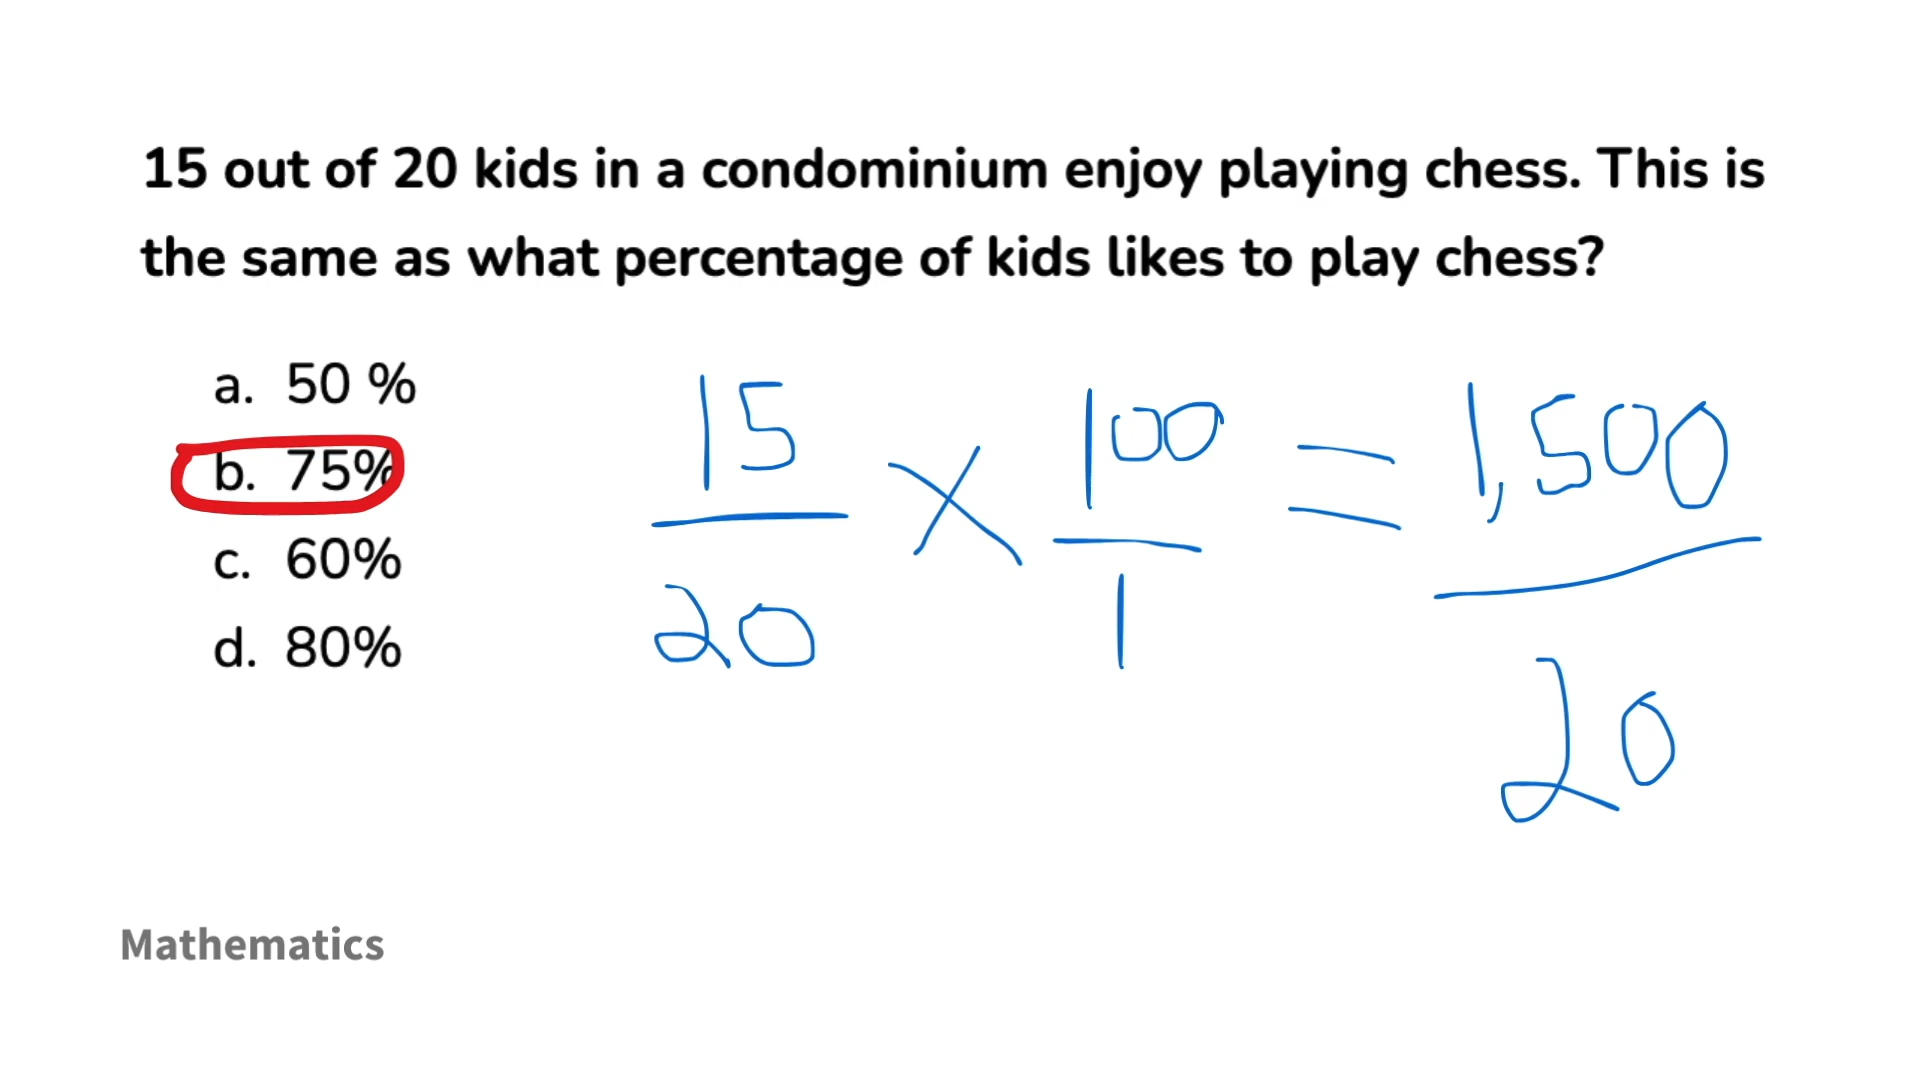 15 out of 20 kids in a condominium enjoy playing chess. This is
the same as what percentage of kids likes to play chess?
a. 50 %
b. 75%
c. 60%
d. 80%
15/20 × 100/1 = 1,500/20
Mathematics